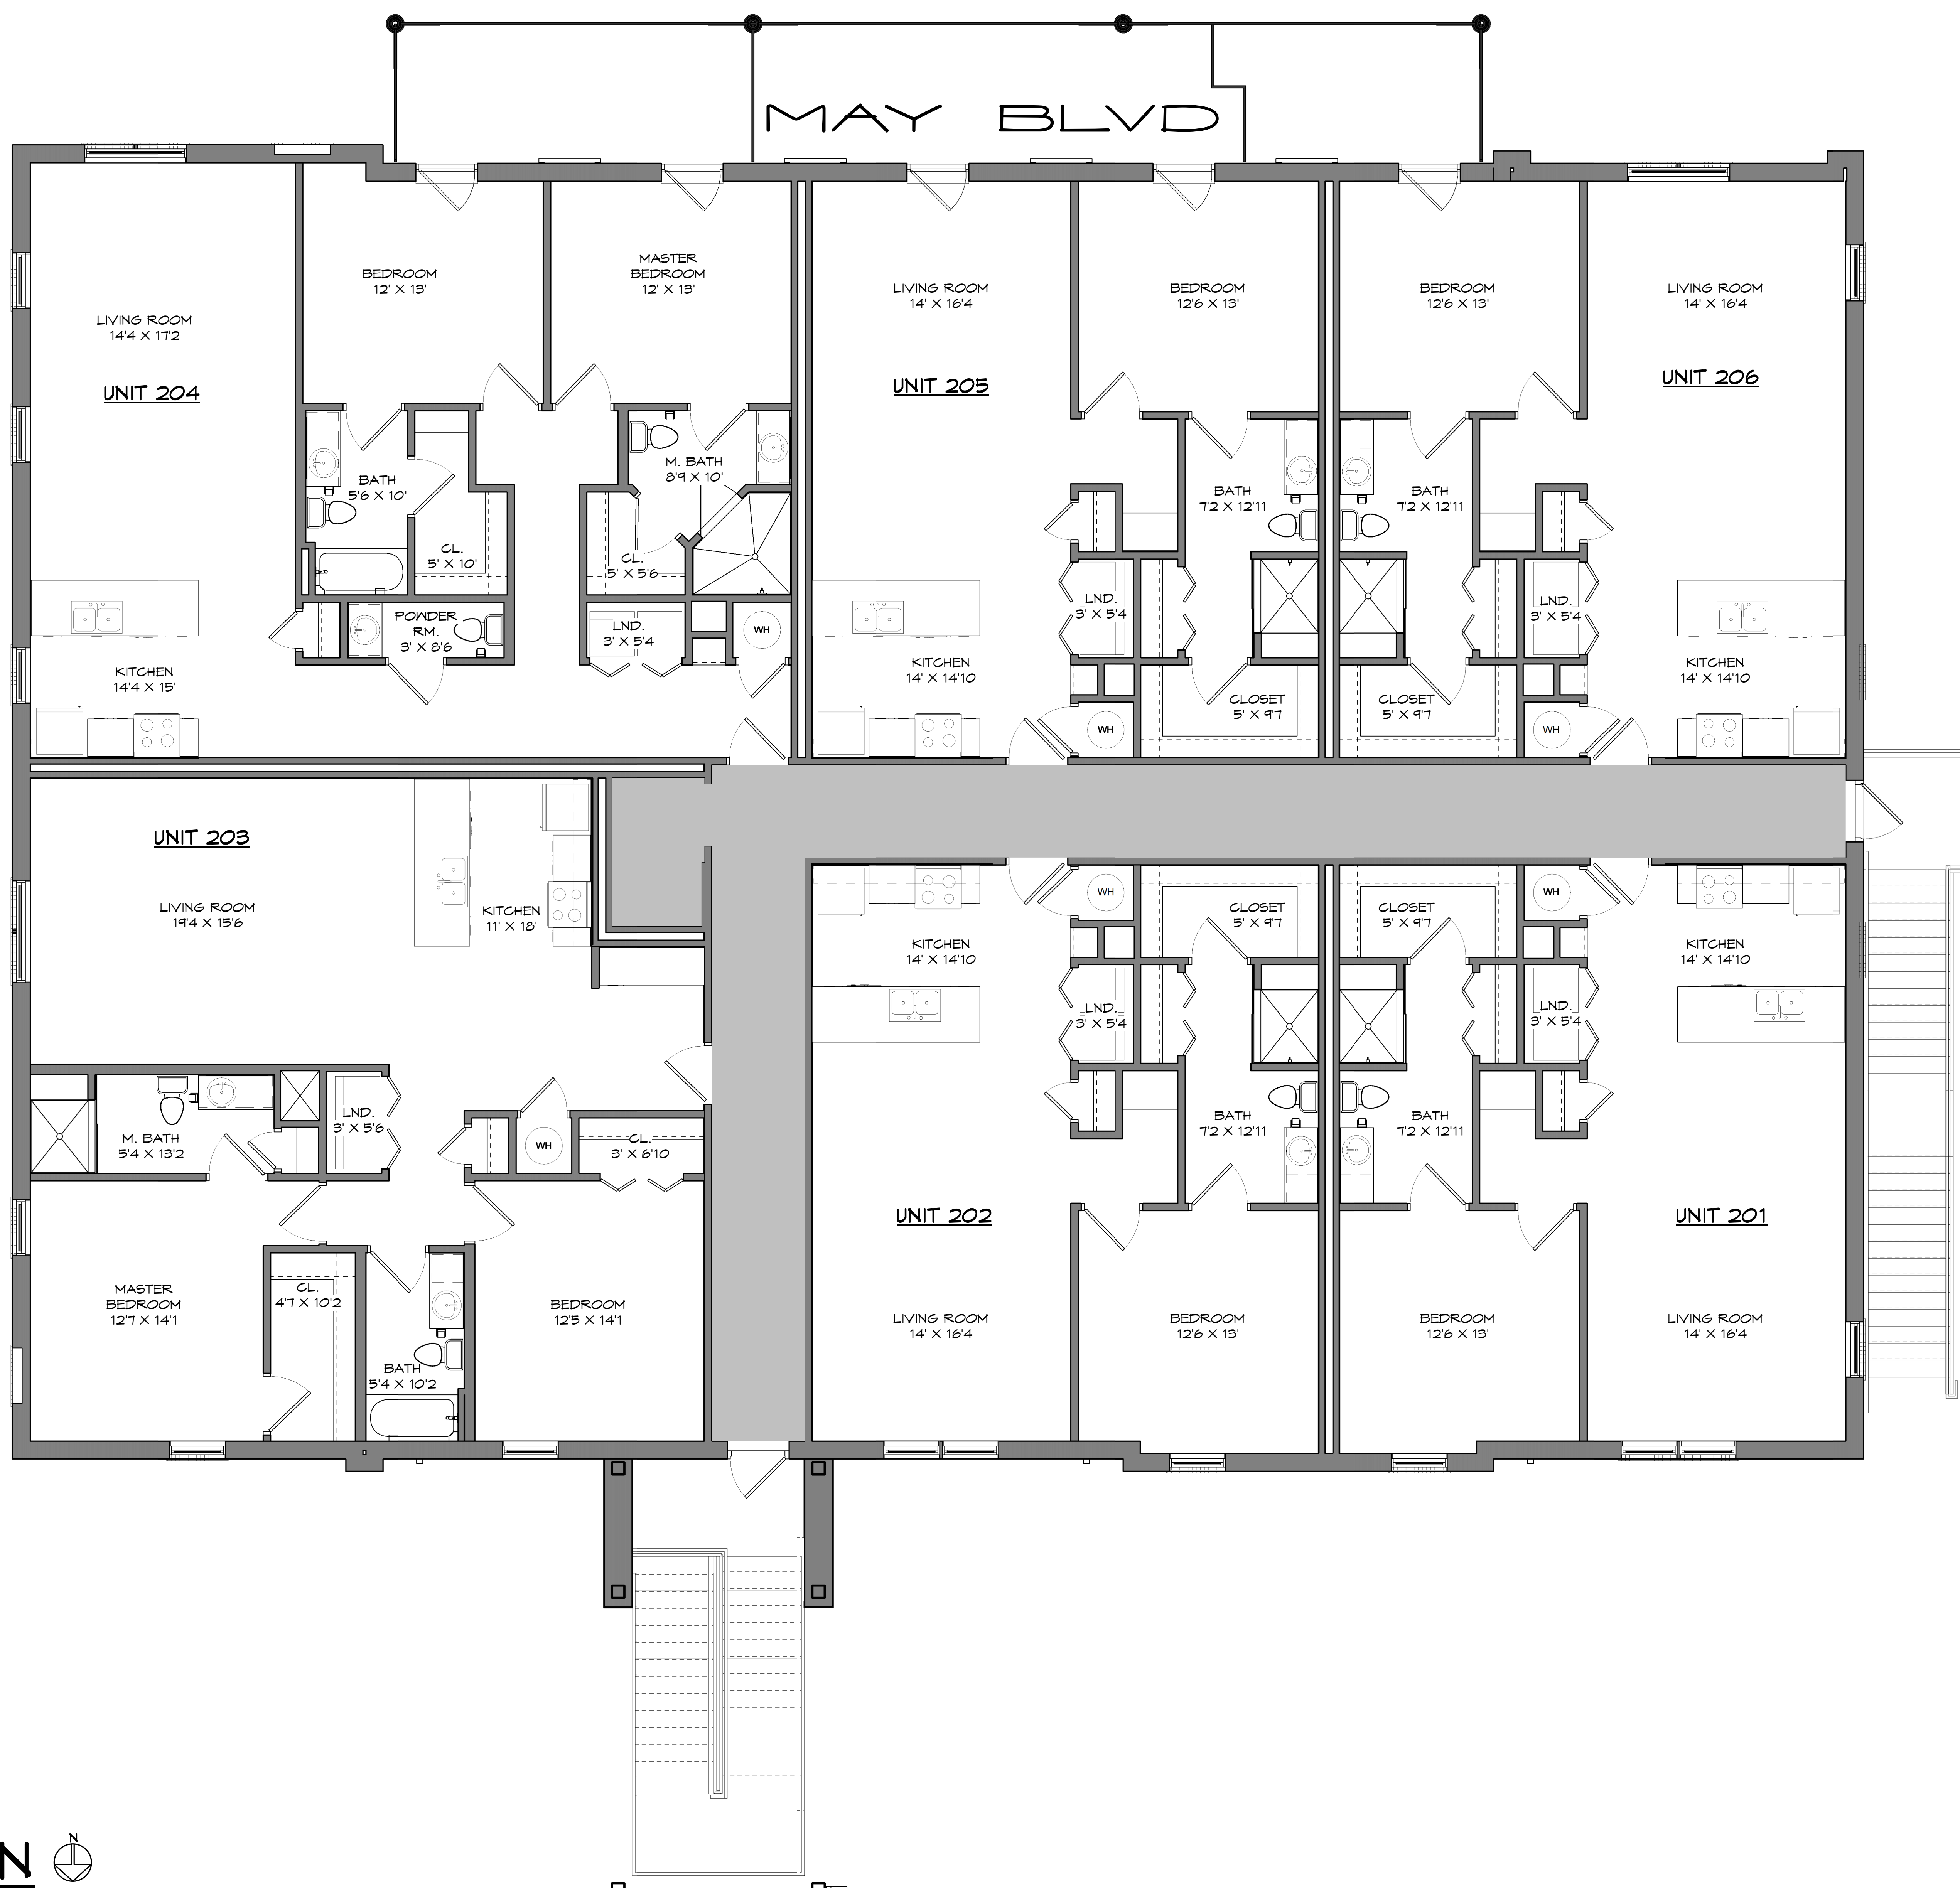 MAY BLVD
LIVING ROOM
14'4 X 17'2
UNIT 204
BEDROOM
12' X 13'
MASTER
BEDROOM
12' X 13'
BATH
5'6 X 10'
CL.
5' X 10'
M. BATH
8'9 X 10'
CL.
5' X 5'6
POWDER
RM.
3' X 8'6
LND.
3' X 5'4
WH
KITCHEN
14'4 X 15'
LIVING ROOM
14' X 16'4
UNIT 205
BEDROOM
12'6 X 13'
BATH
7'2 X 12'11
LND.
3' X 5'4
KITCHEN
14' X 14'10
CLOSET
5' X 9'7
WH
BEDROOM
12'6 X 13'
LIVING ROOM
14' X 16'4
UNIT 206
BATH
7'2 X 12'11
LND.
3' X 5'4
CLOSET
5' X 9'7
KITCHEN
14' X 14'10
WH
UNIT 203
LIVING ROOM
19'4 X 15'6
KITCHEN
11' X 18'
M. BATH
5'4 X 13'2
LND.
3' X 5'6
WH
CL.
3' X 6'10
MASTER
BEDROOM
12'7 X 14'1
CL.
4'7 X 10'2
BATH
5'4 X 10'2
BEDROOM
12'5 X 14'1
WH
CLOSET
5' X 9'7
KITCHEN
14' X 14'10
LND.
3' X 5'4
BATH
7'2 X 12'11
UNIT 202
LIVING ROOM
14' X 16'4
BEDROOM
12'6 X 13'
CLOSET
5' X 9'7
WH
KITCHEN
14' X 14'10
LND.
3' X 5'4
BATH
7'2 X 12'11
UNIT 201
BEDROOM
12'6 X 13'
LIVING ROOM
14' X 16'4
N
N